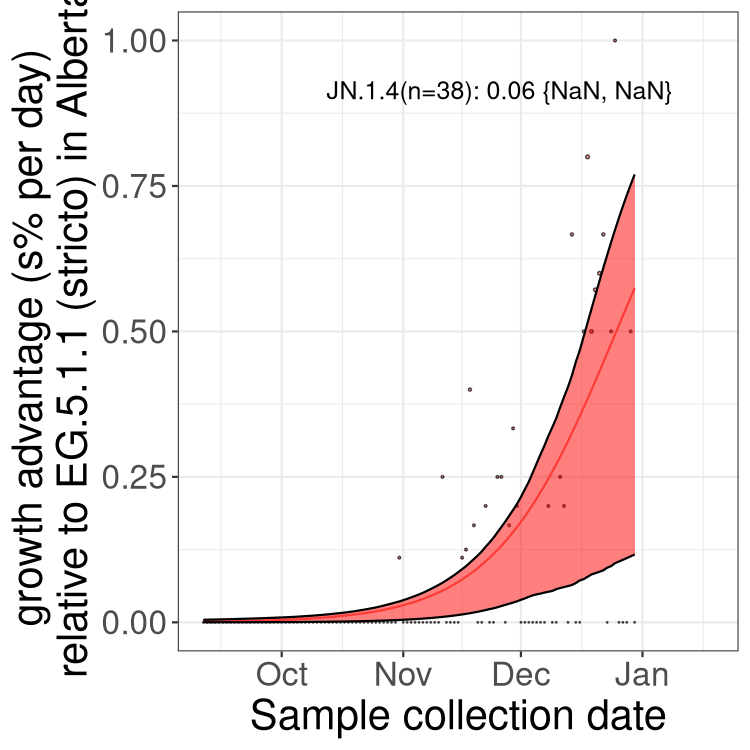 growth advantage (s% per day)
relative to EG.5.1.1 (stricto) in Alberta
1.00
0.75
0.50
0.25
0.00
JN.1.4(n=38): 0.06 {NaN, NaN}
Oct Nov Dec Jan
Sample collection date